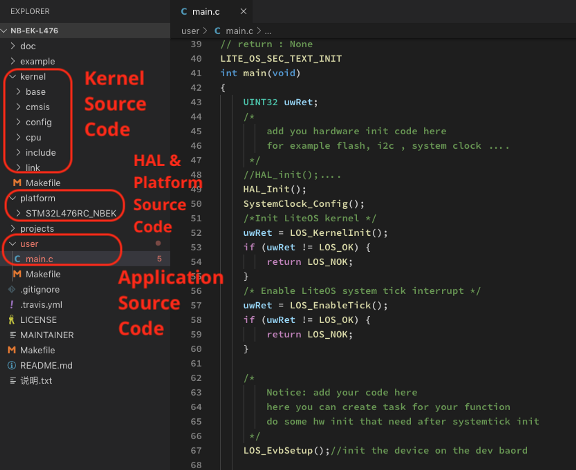 EXPLORER
NB-EK-L476
doc
example
kernel
base
cmsis
config
cpu
include
link
Makefile
platform
STM32L476RC_NBEK
projects
user
main.c 5
Makefile
.gitignore
.travis.yml
LICENSE
MAINTAINER
Makefile
README.md
说明.txt
Kernel
Source
Code
HAL &
Platform
Source
Code
Application
Source
Code
main.c
user > main.c > ...
39 // return : None
40 LITE_OS_SEC_TEXT_INIT
41 int main(void)
42 {
43 UINT32 uwRet;
44 /*
45 add you hardware init code here
46 for example flash, i2c , system clock ....
47 */
48 //HAL_init();....
49 HAL_Init();
50 SystemClock_Config();
51 /*Init LiteOS kernel */
52 uwRet = LOS_KernelInit();
53 if (uwRet != LOS_OK) {
54 return LOS_NOK;
55 }
56 /* Enable LiteOS system tick interrupt */
57 uwRet = LOS_EnableTick();
58 if (uwRet != LOS_OK) {
59 return LOS_NOK;
60 }
61
62 /*
63 Notice: add your code here
64 here you can create task for your function
65 do some hw init that need after systemtick init
66 */
67 LOS_EvbSetup();//init the device on the dev baord
68